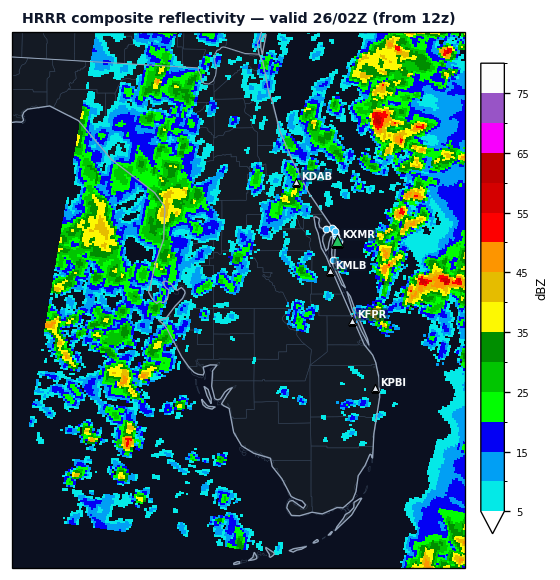 HRRR composite reflectivity — valid 26/02Z (from 12z)
KDAB
KXMR
KMLB
KFPR
KPBI
75
65
55
45
35
25
15
5
dBZ